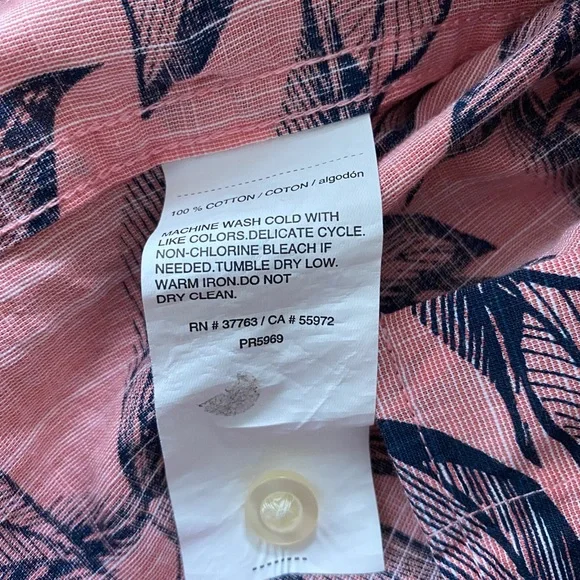 100 % COTTON / COTON / algodón
MACHINE WASH COLD WITH
LIKE COLORS.DELICATE CYCLE.
NON-CHLORINE BLEACH IF
NEEDED.TUMBLE DRY LOW.
WARM IRON.DO NOT
DRY CLEAN.
RN # 37763 / CA # 55972
PR5969